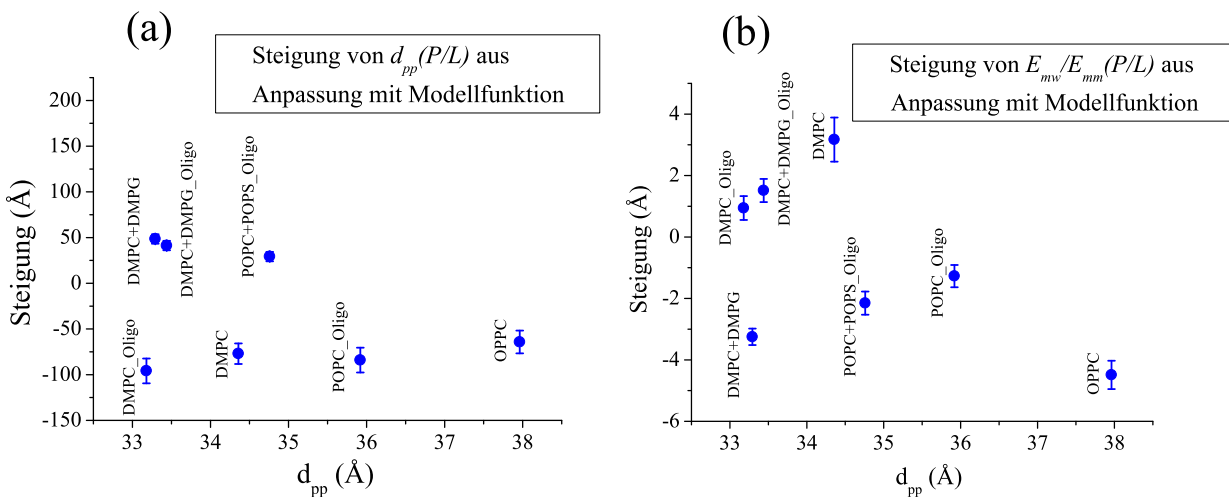 (a)
Steigung von d_pp(P/L) aus
Anpassung mit Modellfunktion
Steigung (Å)
200
150
100
50
0
-50
-100
-150
DMPC_Oligo
DMPC+DMPG
DMPC+DMPG_Oligo
DMPC
POPC+POPS_Oligo
POPC_Oligo
OPPC
33 34 35 36 37 38
d_pp (Å)
(b)
Steigung von E_mw/E_mm(P/L) aus
Anpassung mit Modellfunktion
Steigung (Å)
4
2
0
-2
-4
-6
DMPC_Oligo
DMPC+DMPG
DMPC+DMPG_Oligo
DMPC
POPC+POPS_Oligo
POPC_Oligo
OPPC
33 34 35 36 37 38
d_pp (Å)